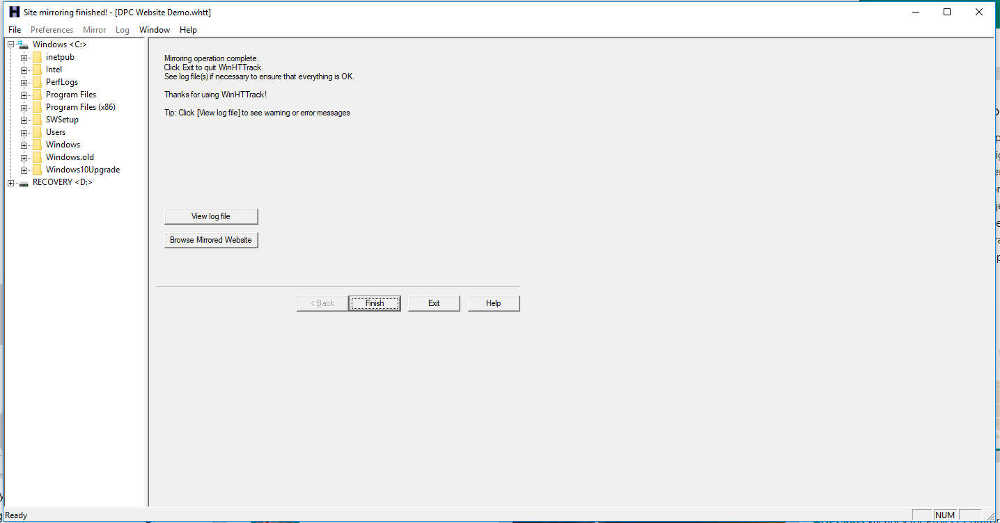 Site mirroring finished! - [DPC Website Demo.whtt]
File Preferences Mirror Log Window Help
Windows <C:>
inetpub
Intel
PerfLogs
Program Files
Program Files (x86)
SWSetup
Users
Windows
Windows.old
Windows10Upgrade
RECOVERY <D:>
Mirroring operation complete.
Click Exit to quit WinHTTrack.
See log file(s) if necessary to ensure that everything is OK.
Thanks for using WinHTTrack!
Tip: Click [View log file] to see warning or error messages
View log file
Browse Mirrored Website
< Back Finish Exit Help
Ready NUM